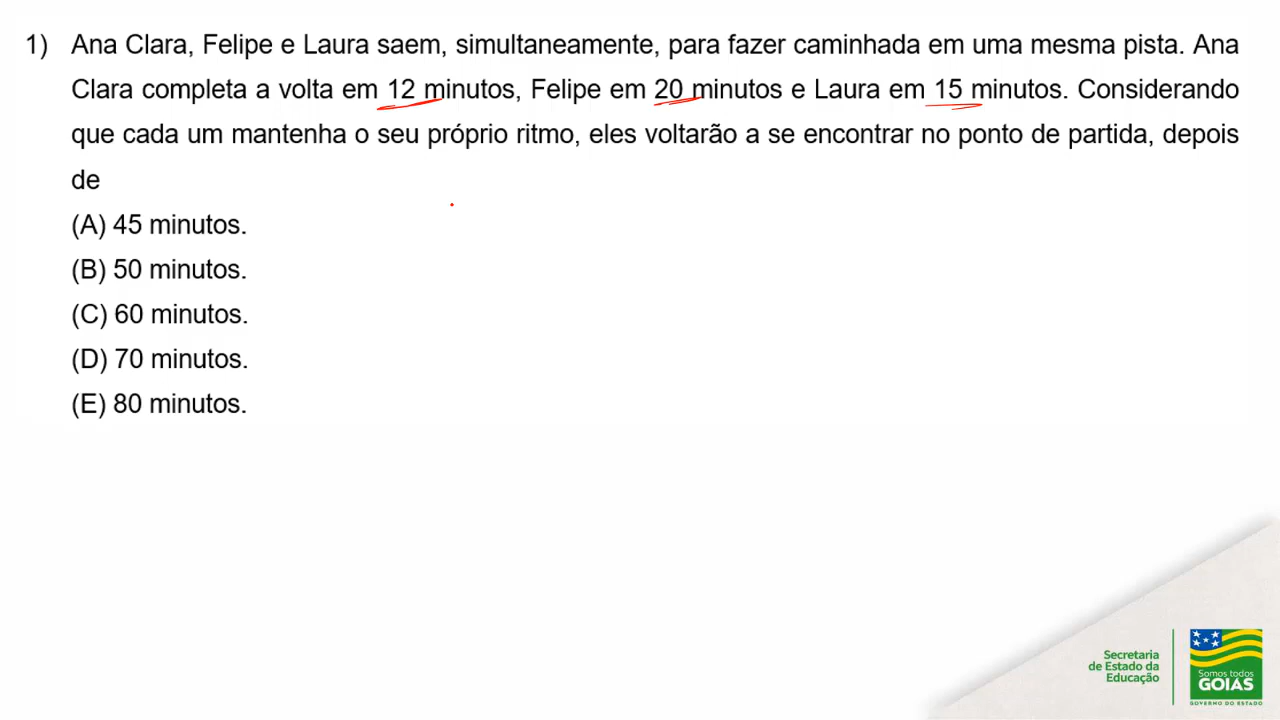 1) Ana Clara, Felipe e Laura saem, simultaneamente, para fazer caminhada em uma mesma pista. Ana
Clara completa a volta em 12 minutos, Felipe em 20 minutos e Laura em 15 minutos. Considerando
que cada um mantenha o seu próprio ritmo, eles voltarão a se encontrar no ponto de partida, depois
de
(A) 45 minutos.
(B) 50 minutos.
(C) 60 minutos.
(D) 70 minutos.
(E) 80 minutos.
Secretaria
de Estado da
Educação
Somos todos
GOIÁS
GOVERNO DO ESTADO